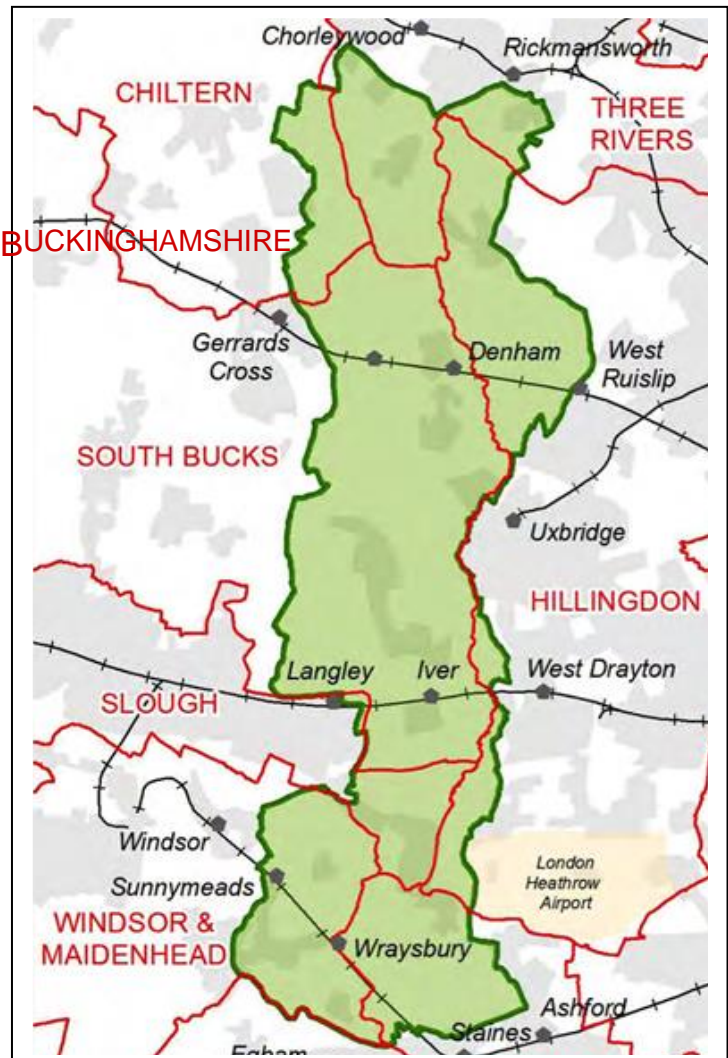 Chorleywood
Rickmansworth
CHILTERN
THREE
RIVERS
BUCKINGHAMSHIRE
Gerrards
Cross
Denham
West
Ruislip
SOUTH BUCKS
Uxbridge
HILLINGDON
Langley
Iver
West Drayton
SLOUGH
Windsor
Sunnymeads
London
Heathrow
Airport
WINDSOR &
MAIDENHEAD
Wraysbury
Ashford
Staines
Egham